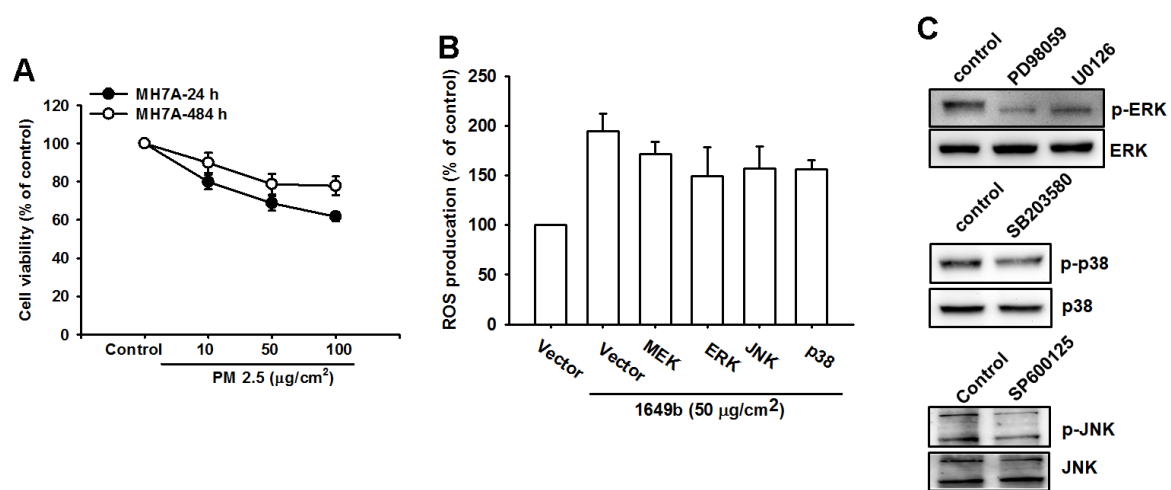 A
MH7A-24 h
MH7A-484 h
Cell viability (% of control)
120
100
80
60
40
20
0
Control 10 50 100
PM 2.5 (μg/cm²)
B
ROS producation (% of control)
250
200
150
100
50
0
Vector Vector MEK ERK JNK p38
1649b (50 μg/cm²)
C
control PD98059 U0126
p-ERK
ERK
control SB203580
p-p38
p38
Control SP600125
p-JNK
JNK